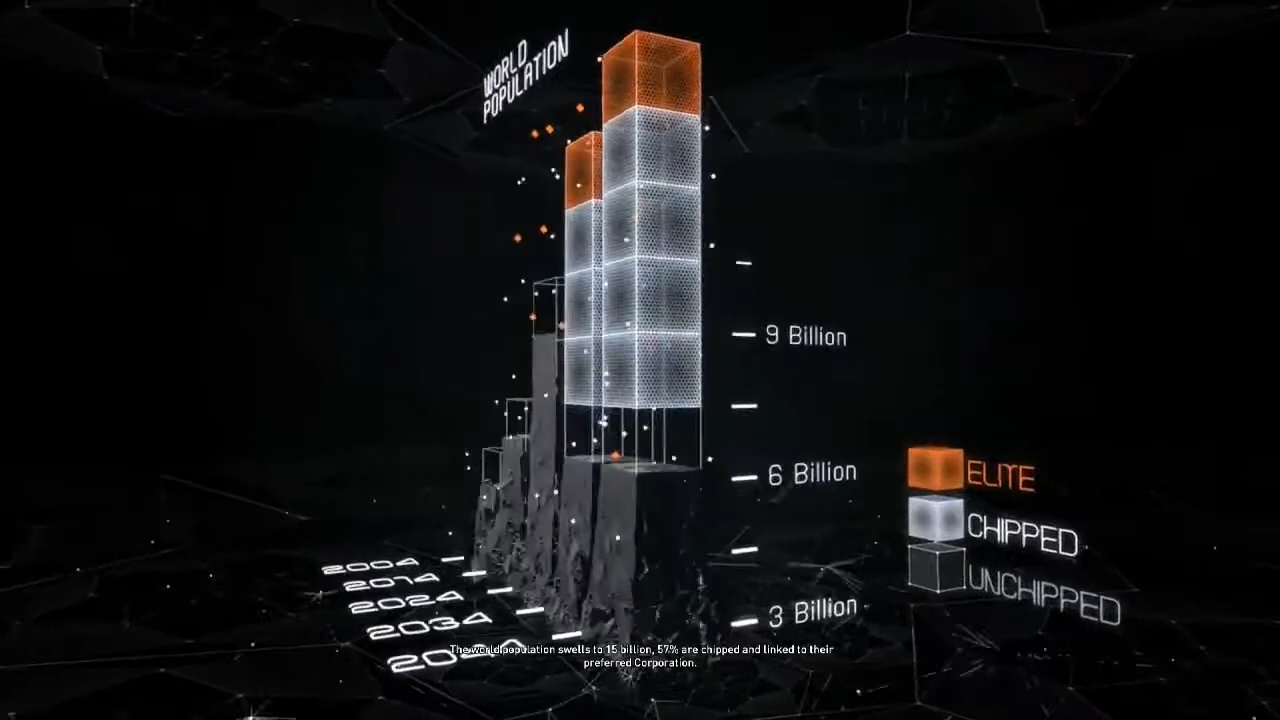 WORLD
POPULATION
9 Billion
6 Billion
3 Billion
ELITE
CHIPPED
UNCHIPPED
2004
2014
2024
2034
The world population swells to 15 billion, 57% are chipped and linked to their
preferred Corporation.